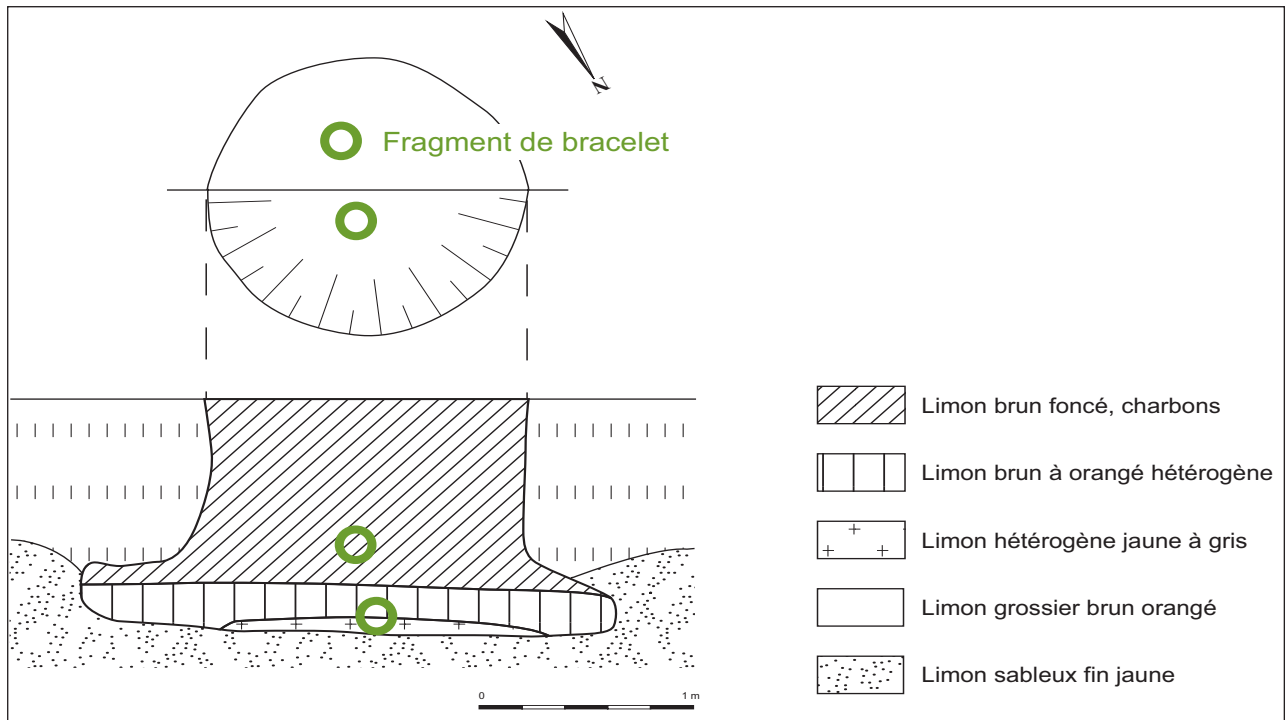 N
Fragment de bracelet
Limon brun foncé, charbons
Limon brun à orangé hétérogène
Limon hétérogène jaune à gris
Limon grossier brun orangé
Limon sableux fin jaune
0 1 m